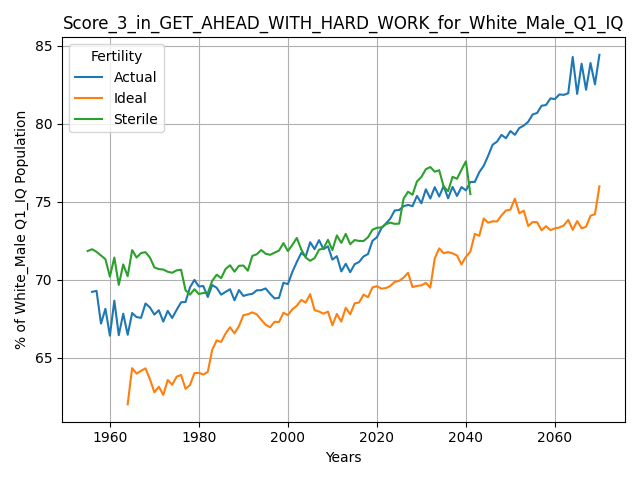 Score_3_in_GET_AHEAD_WITH_HARD_WORK_for_White_Male_Q1_IQ
Fertility
Actual
Ideal
Sterile
% of White_Male Q1_IQ Population
85
80
75
70
65
1960
1980
2000
2020
2040
2060
Years